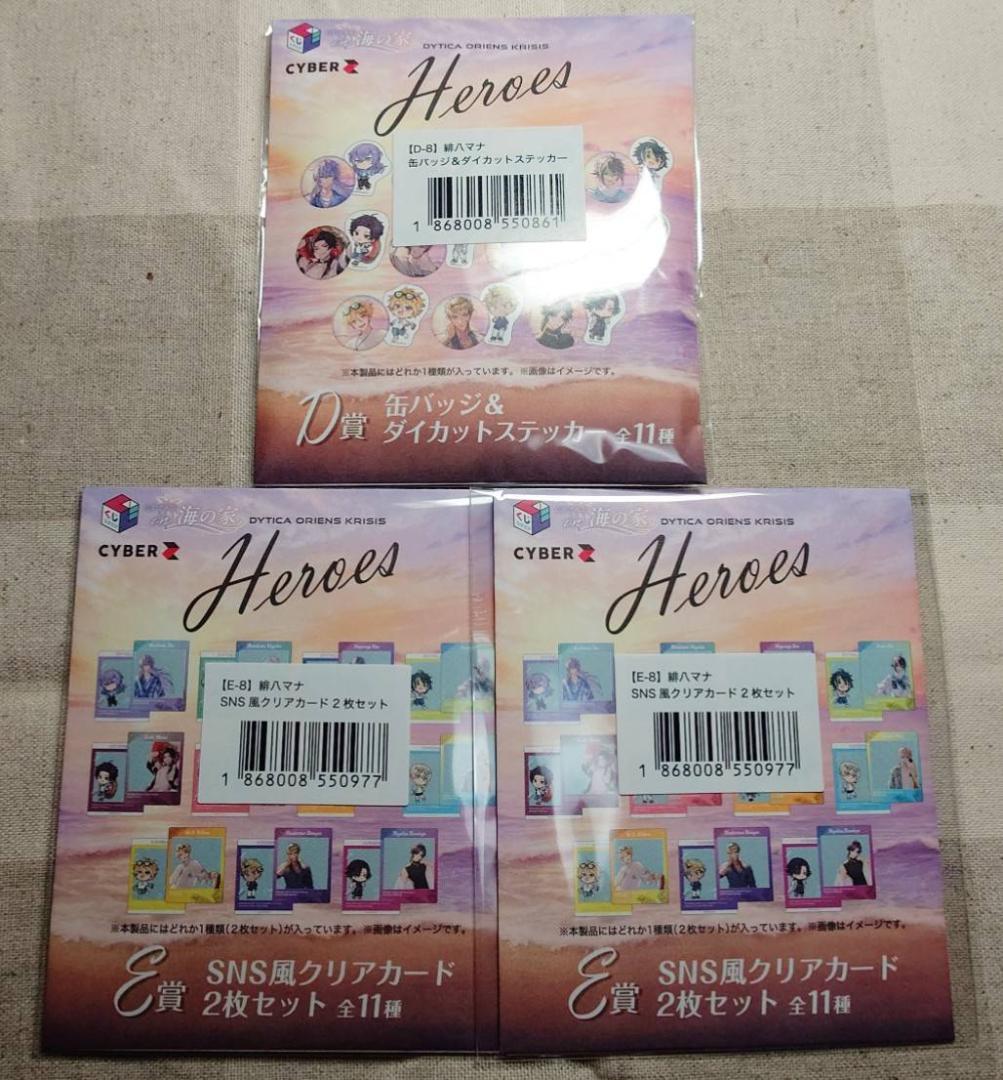 くじ
海の家
DYTICA ORIENS KRISIS
CYBER Z
Heroes
【D-8】緋八マナ
缶バッジ&ダイカットステッカー
1 868008 550861
※本製品にはどれか1種類が入っています。※画像はイメージです。
D賞 缶バッジ&
ダイカットステッカー 全11種
くじ
海の家
DYTICA ORIENS KRISIS
CYBER Z
Heroes
【E-8】緋八マナ
SNS風クリアカード2枚セット
1 868008 550977
※本製品にはどれか1種類(2枚セット)が入っています。※画像はイメージです。
E賞 SNS風クリアカード
2枚セット 全11種
くじ
海の家
DYTICA ORIENS KRISIS
CYBER Z
Heroes
【E-8】緋八マナ
SNS風クリアカード2枚セット
1 868008 550977
※本製品にはどれか1種類(2枚セット)が入っています。※画像はイメージです。
E賞 SNS風クリアカード
2枚セット 全11種